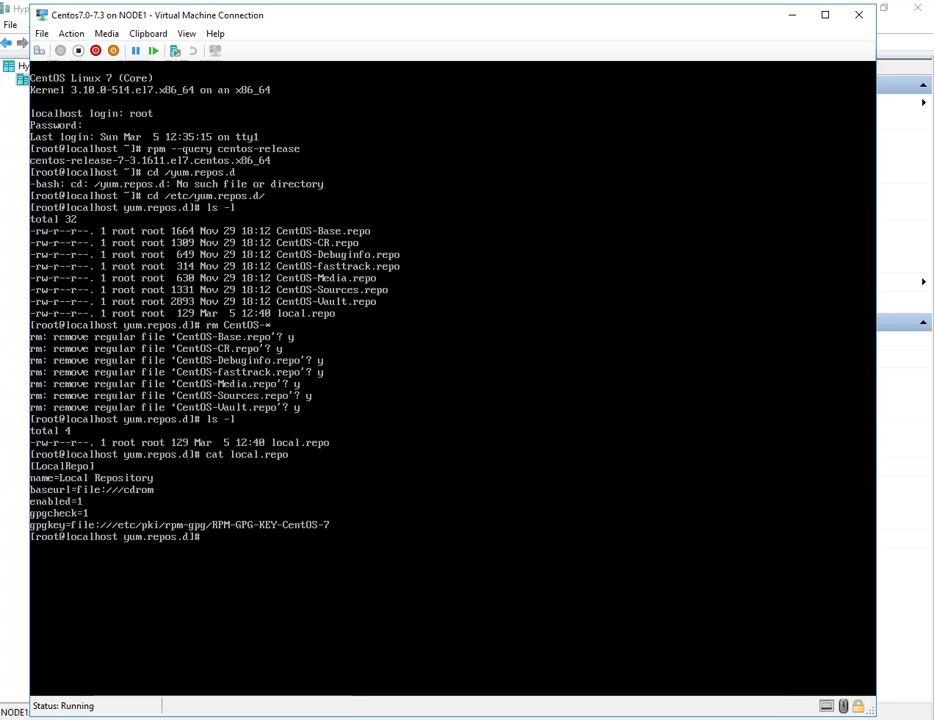 Hyp
Centos7.0-7.3 on NODE1 - Virtual Machine Connection
File
File Action Media Clipboard View Help
Hy
CentOS Linux 7 (Core)
Kernel 3.10.0-514.el7.x86_64 on an x86_64
localhost login: root
Password:
Last login: Sun Mar  5 12:35:15 on tty1
[root@localhost ~]# rpm --query centos-release
centos-release-7-3.1611.el7.centos.x86_64
[root@localhost ~]# cd /yum.repos.d
-bash: cd: /yum.repos.d: No such file or directory
[root@localhost ~]# cd /etc/yum.repos.d/
[root@localhost yum.repos.d]# ls -l
total 32
-rw-r--r--. 1 root root 1664 Nov 29 18:12 CentOS-Base.repo
-rw-r--r--. 1 root root 1309 Nov 29 18:12 CentOS-CR.repo
-rw-r--r--. 1 root root  649 Nov 29 18:12 CentOS-Debuginfo.repo
-rw-r--r--. 1 root root  314 Nov 29 18:12 CentOS-fasttrack.repo
-rw-r--r--. 1 root root  630 Nov 29 18:12 CentOS-Media.repo
-rw-r--r--. 1 root root 1331 Nov 29 18:12 CentOS-Sources.repo
-rw-r--r--. 1 root root 2893 Nov 29 18:12 CentOS-Vault.repo
-rw-r--r--. 1 root root  129 Mar  5 12:40 local.repo
[root@localhost yum.repos.d]# rm CentOS-*
rm: remove regular file ‘CentOS-Base.repo’? y
rm: remove regular file ‘CentOS-CR.repo’? y
rm: remove regular file ‘CentOS-Debuginfo.repo’? y
rm: remove regular file ‘CentOS-fasttrack.repo’? y
rm: remove regular file ‘CentOS-Media.repo’? y
rm: remove regular file ‘CentOS-Sources.repo’? y
rm: remove regular file ‘CentOS-Vault.repo’? y
[root@localhost yum.repos.d]# ls -l
total 4
-rw-r--r--. 1 root root 129 Mar  5 12:40 local.repo
[root@localhost yum.repos.d]# cat local.repo
[LocalRepo]
name=Local Repository
baseurl=file:///cdrom
enabled=1
gpgcheck=1
gpgkey=file:///etc/pki/rpm-gpg/RPM-GPG-KEY-CentOS-7
[root@localhost yum.repos.d]#
Status: Running
NODE1